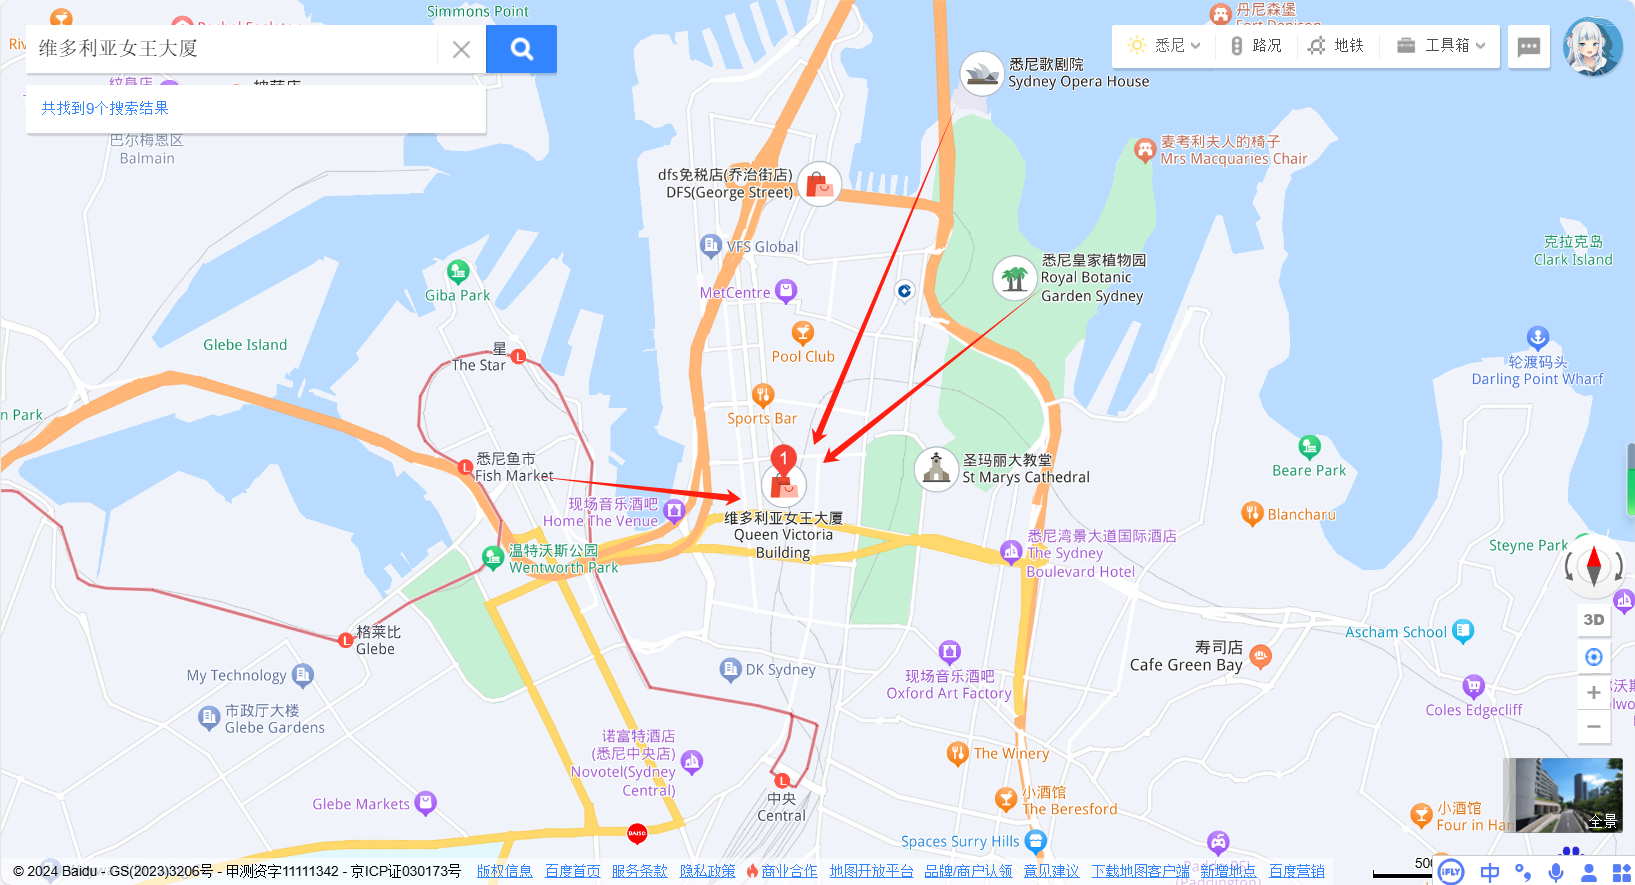 Simmons Point
丹尼森堡
Fort Denison
维多利亚女王大厦
共找到9个搜索结果
悉尼
路况
地铁
工具箱
悉尼歌剧院
Sydney Opera House
巴尔梅恩区
Balmain
麦考利夫人的椅子
Mrs Macquaries Chair
dfs免税店(乔治街店)
DFS(George Street)
VFS Global
克拉克岛
Clark Island
悉尼皇家植物园
Royal Botanic
Garden Sydney
MetCentre
Giba Park
Glebe Island
星
The Star
Pool Club
轮渡码头
Darling Point Wharf
n Park
Sports Bar
悉尼鱼市
Fish Market
1
圣玛丽大教堂
St Marys Cathedral
Beare Park
现场音乐酒吧
Home The Venue
维多利亚女王大厦
Queen Victoria
Building
Blancharu
悉尼湾景大道国际酒店
The Sydney
Boulevard Hotel
Steyne Park
温特沃斯公园
Wentworth Park
3D
格莱比
Glebe
Ascham School
寿司店
Cafe Green Bay
My Technology
DK Sydney
现场音乐酒吧
Oxford Art Factory
市政厅大楼
Glebe Gardens
Coles Edgecliff
诺富特酒店
(悉尼中央店)
Novotel(Sydney
Central)
The Winery
中央
Central
Glebe Markets
小酒馆
The Beresford
小酒馆
Four in Han
全景
DAISO
Spaces Surry Hills
© 2024 Baidu - GS(2023)3206号 - 甲测资字11111342 - 京ICP证030173号 版权信息 百度首页 服务条款 隐私政策 商业合作 地图开放平台 品牌/商户认领 意见建议 下载地图客户端 新增地点 百度营销
500
iFLY 中